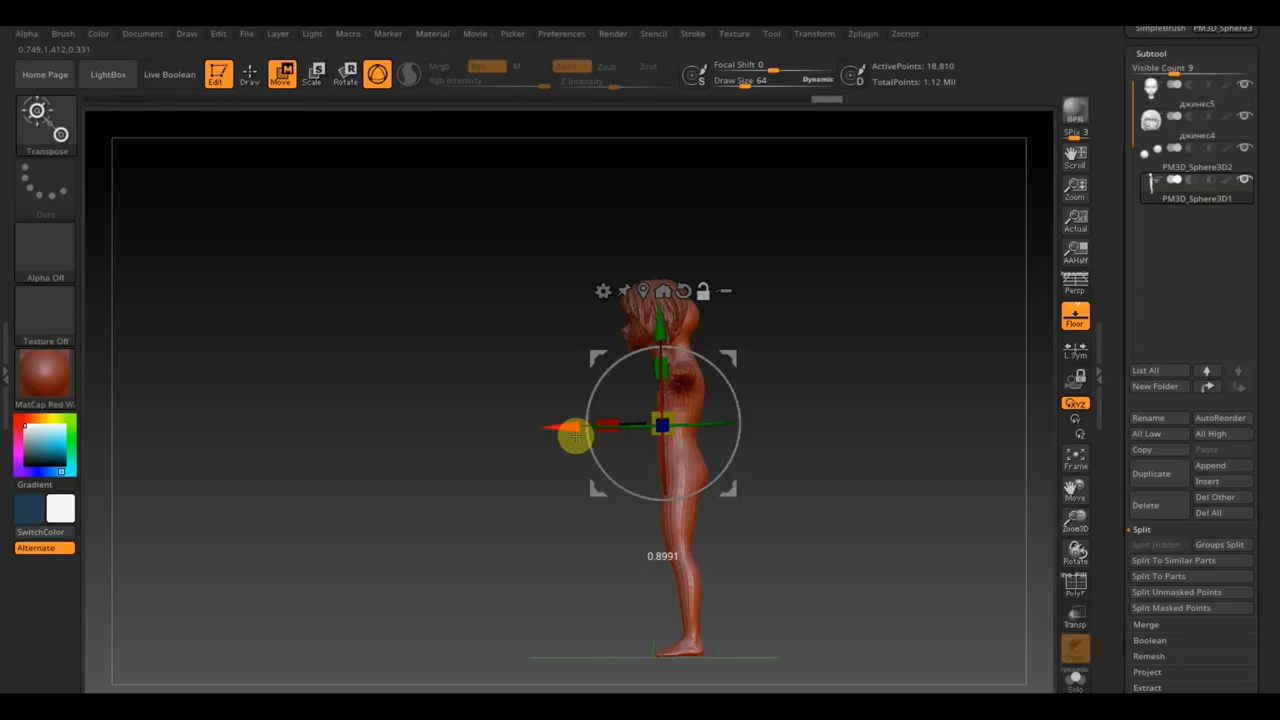 Alpha Brush Color Document Draw Edit File Layer Light Macro Marker Material Movie Picker Preferences Render Stencil Stroke Texture Tool Transform Zplugin Zscript
SimpleBrush PM3D_Sphere3
0.749,1.412,0.331
Home Page
LightBox
Live Boolean
Edit
Draw
Move
Scale
Rotate
Mrgb
Rgb
M
Rgb Intensity
Zadd
Zsub
Zcut
Z Intensity
Focal Shift 0
Draw Size 64
Dynamic
ActivePoints: 18,810
TotalPoints: 1.12 Mil
Transpose
Dots
Alpha Off
Texture Off
MatCap Red Wa
Gradient
SwitchColor
Alternate
0.8991
BPR
SPix 3
Scroll
Zoom
Actual
AAHalf
Dynamic
Persp
Floor
L.Sym
XYZ
Y
Z
Frame
Move
Zoom3D
Rotate
Line Fill
PolyF
Transp
Ghost
Dynamic
Solo
Subtool
Visible Count 9
джинкс5
джинкс4
PM3D_Sphere3D2
PM3D_Sphere3D1
List All
New Folder
Rename
AutoReorder
All Low
All High
Copy
Paste
Duplicate
Append
Insert
Delete
Del Other
Del All
Split
Split Hidden
Groups Split
Split To Similar Parts
Split To Parts
Split Unmasked Points
Split Masked Points
Merge
Boolean
Remesh
Project
Extract